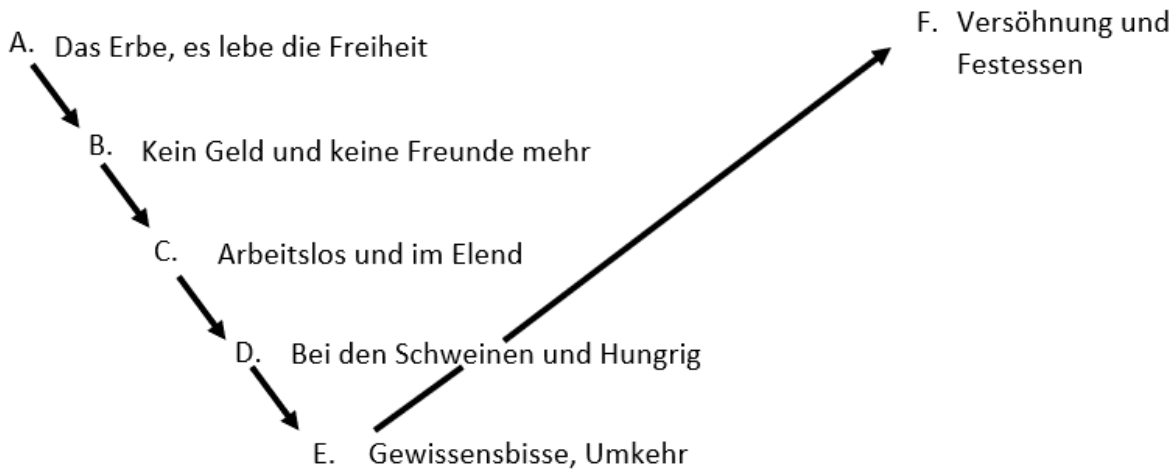 A. Das Erbe, es lebe die Freiheit
F. Versöhnung und
Festessen
B. Kein Geld und keine Freunde mehr
C. Arbeitslos und im Elend
D. Bei den Schweinen und Hungrig
E. Gewissensbisse, Umkehr